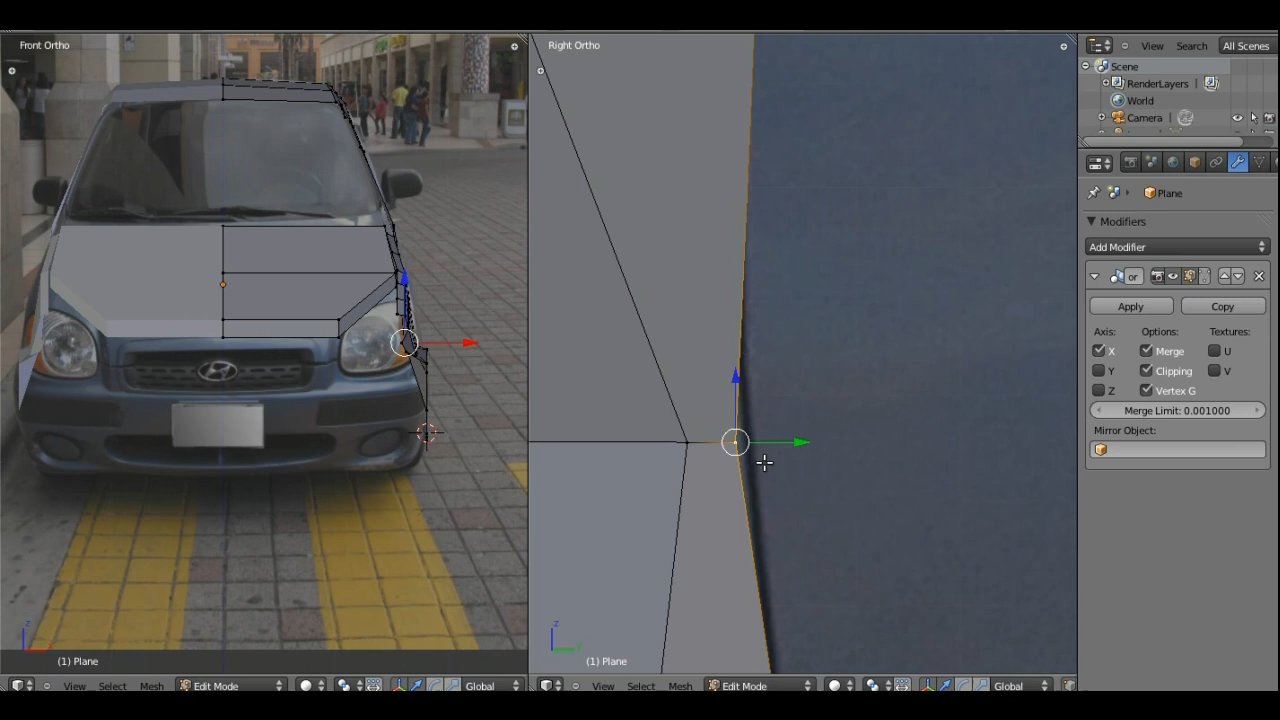 Front Ortho
Right Ortho
View Search All Scenes
Scene
RenderLayers
World
Camera
Plane
Modifiers
Add Modifier
or
Apply Copy
Axis: Options: Textures:
X Merge U
Y Clipping V
Z Vertex G
Merge Limit: 0.001000
Mirror Object:
z
(1) Plane
z
(1) Plane
View Select Mesh Edit Mode Global
View Select Mesh Edit Mode Global